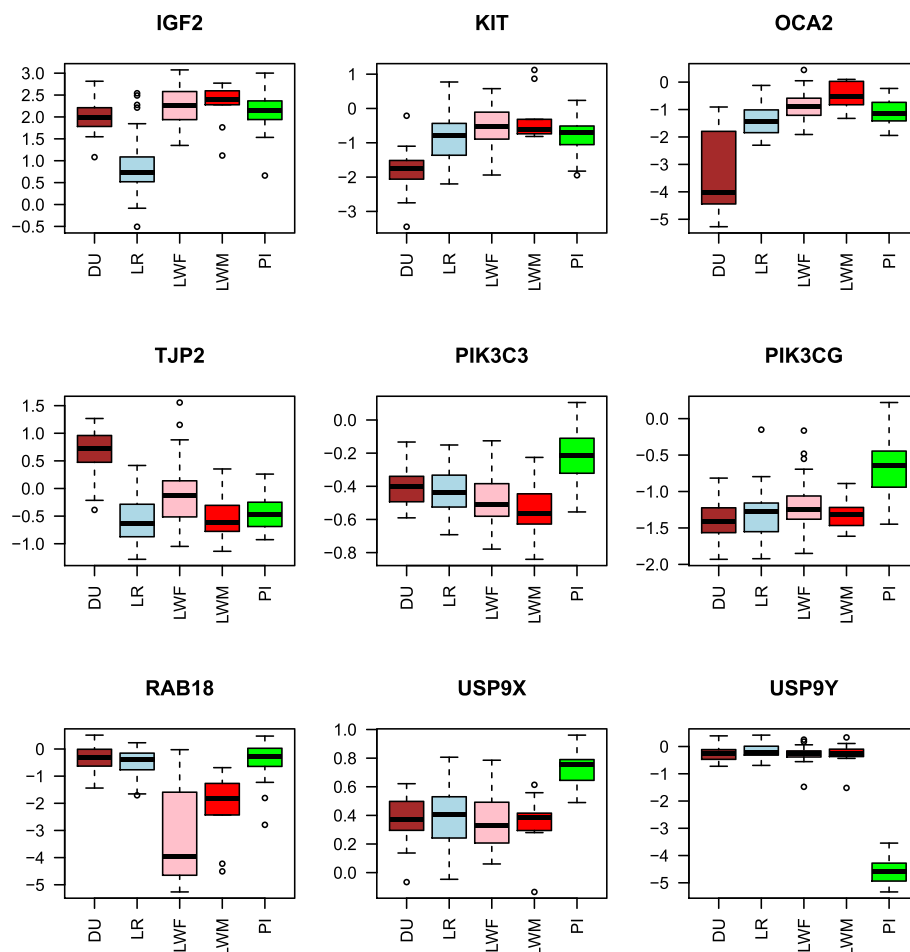 IGF2 KIT OCA2
3.0 2.5 2.0 1.5 1.0 0.5 0.0 −0.5
1 0 −1 −2 −3
0 −1 −2 −3 −4 −5
DU LR LWF LWM PI DU LR LWF LWM PI DU LR LWF LWM PI
TJP2 PIK3C3 PIK3CG
1.5 1.0 0.5 0.0 −0.5 −1.0
0.0 −0.2 −0.4 −0.6 −0.8
0.0 −0.5 −1.0 −1.5 −2.0
DU LR LWF LWM PI DU LR LWF LWM PI DU LR LWF LWM PI
RAB18 USP9X USP9Y
0 −1 −2 −3 −4 −5
1.0 0.8 0.6 0.4 0.2 0.0
0 −1 −2 −3 −4 −5
DU LR LWF LWM PI DU LR LWF LWM PI DU LR LWF LWM PI